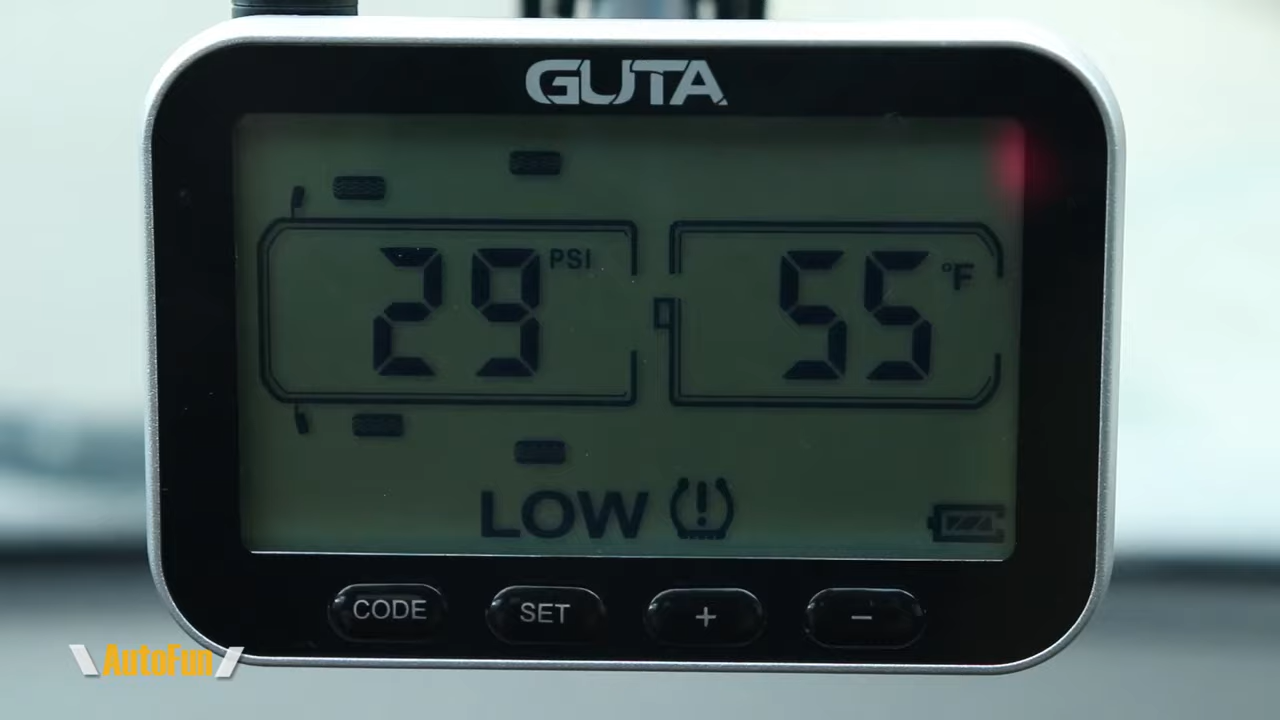 GUTA
29 PSI 55 °F
LOW
CODE SET + −
AutoFun